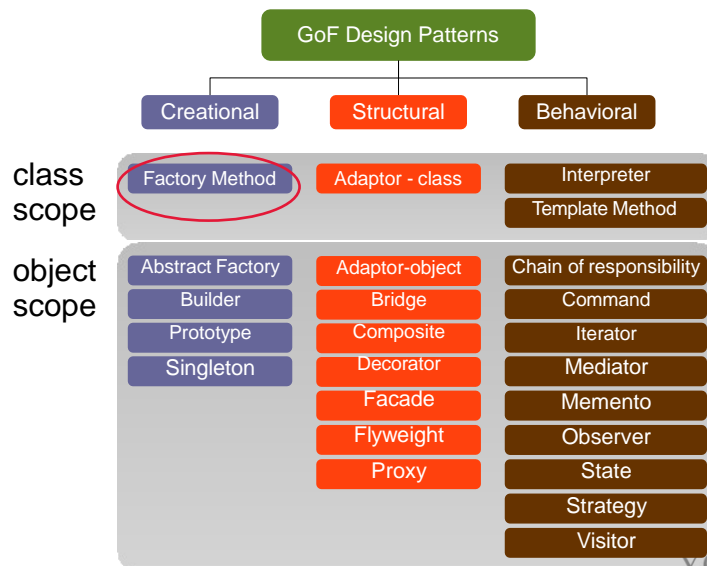 GoF Design Patterns
Creational
Structural
Behavioral
class
scope
Factory Method
Adaptor - class
Interpreter
Template Method
object
scope
Abstract Factory
Builder
Prototype
Singleton
Adaptor-object
Bridge
Composite
Decorator
Facade
Flyweight
Proxy
Chain of responsibility
Command
Iterator
Mediator
Memento
Observer
State
Strategy
Visitor